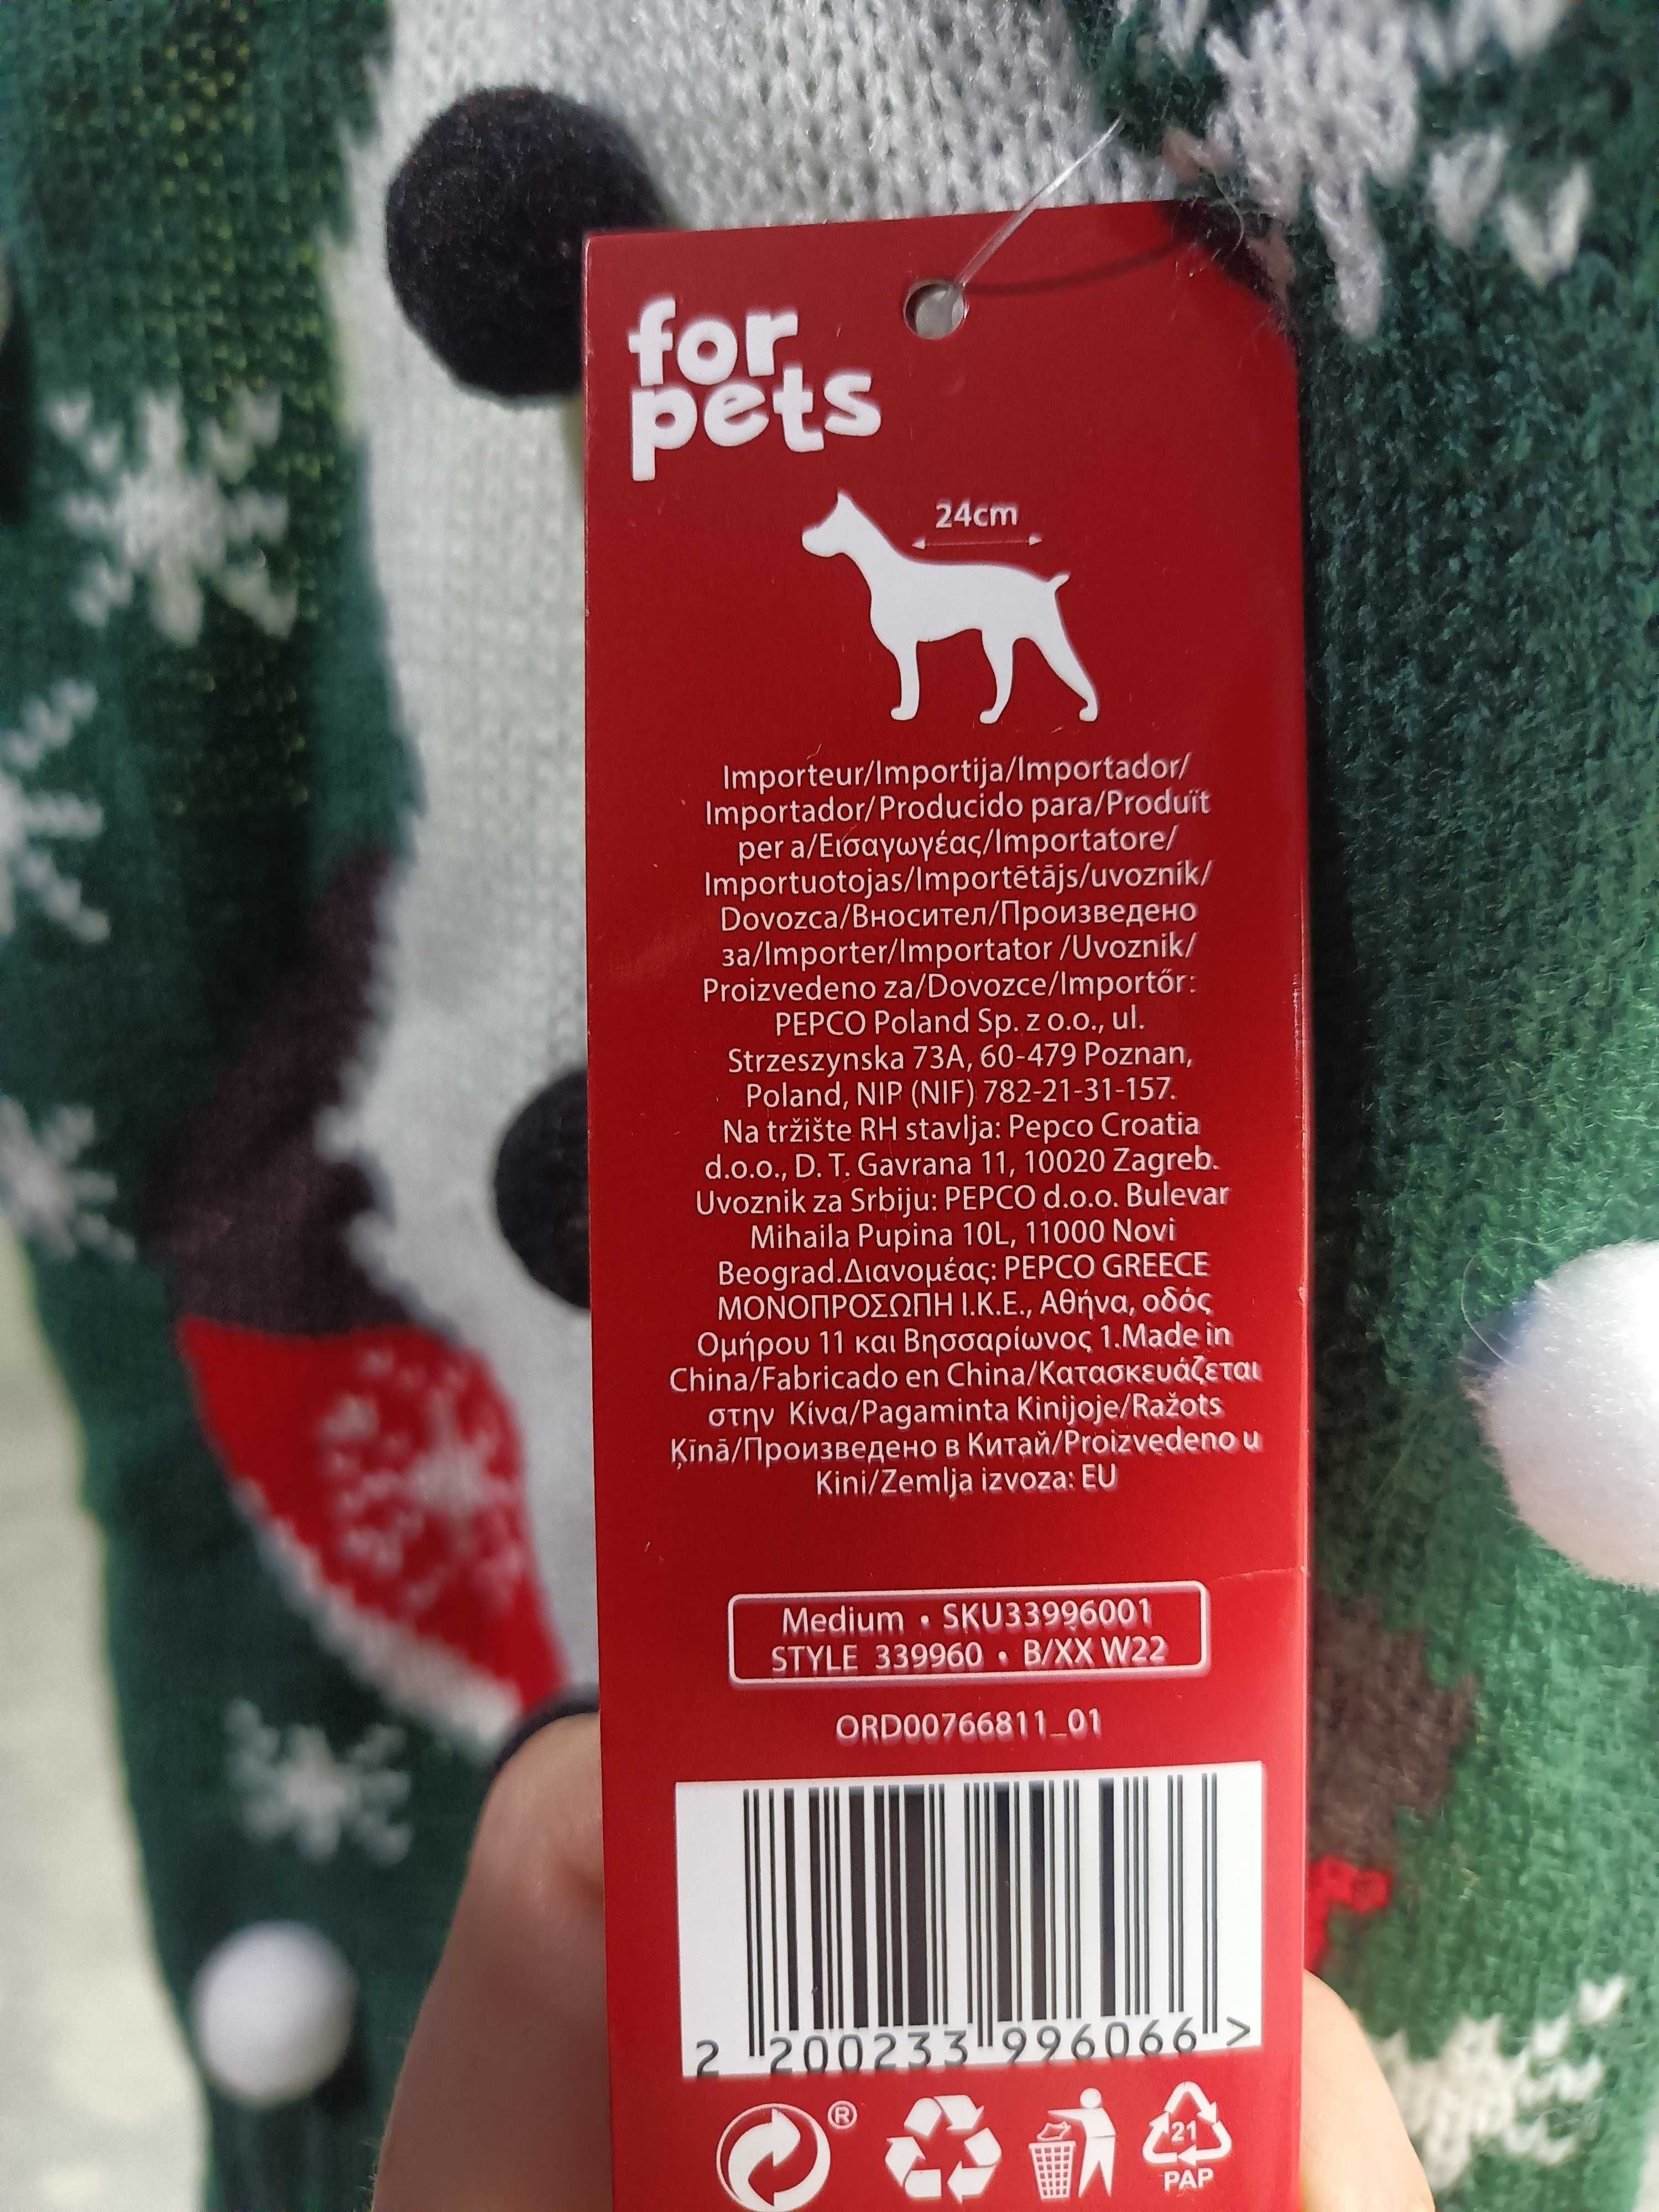 for
pets
24cm
Importeur/Importija/Importador/
Importador/Producido para/Produït
per a/Εισαγωγέας/Importatore/
Importuotojas/Importētājs/uvoznik/
Dovozca/Вносител/Произведено
за/Importer/Importator /Uvoznik/
Proizvedeno za/Dovozce/Importőr:
PEPCO Poland Sp. z o.o., ul.
Strzeszynska 73A, 60-479 Poznan,
Poland, NIP (NIF) 782-21-31-157.
Na tržište RH stavlja: Pepco Croatia
d.o.o., D. T. Gavrana 11, 10020 Zagreb.
Uvoznik za Srbiju: PEPCO d.o.o. Bulevar
Mihaila Pupina 10L, 11000 Novi
Beograd.Διανομέας: PEPCO GREECE
ΜΟΝΟΠΡΟΣΩΠΗ Ι.Κ.Ε., Αθήνα, οδός
Ομήρου 11 και Βησσαρίωνος 1.Made in
China/Fabricado en China/Κατασκευάζεται
στην Κίνα/Pagaminta Kinijoje/Ražots
Ķīnā/Произведено в Китай/Proizvedeno u
Kini/Zemlja izvoza: EU
Medium • SKU33996001
STYLE 339960 • B/XX W22
ORD00766811_01
2 200233 996066 >
®
21
PAP